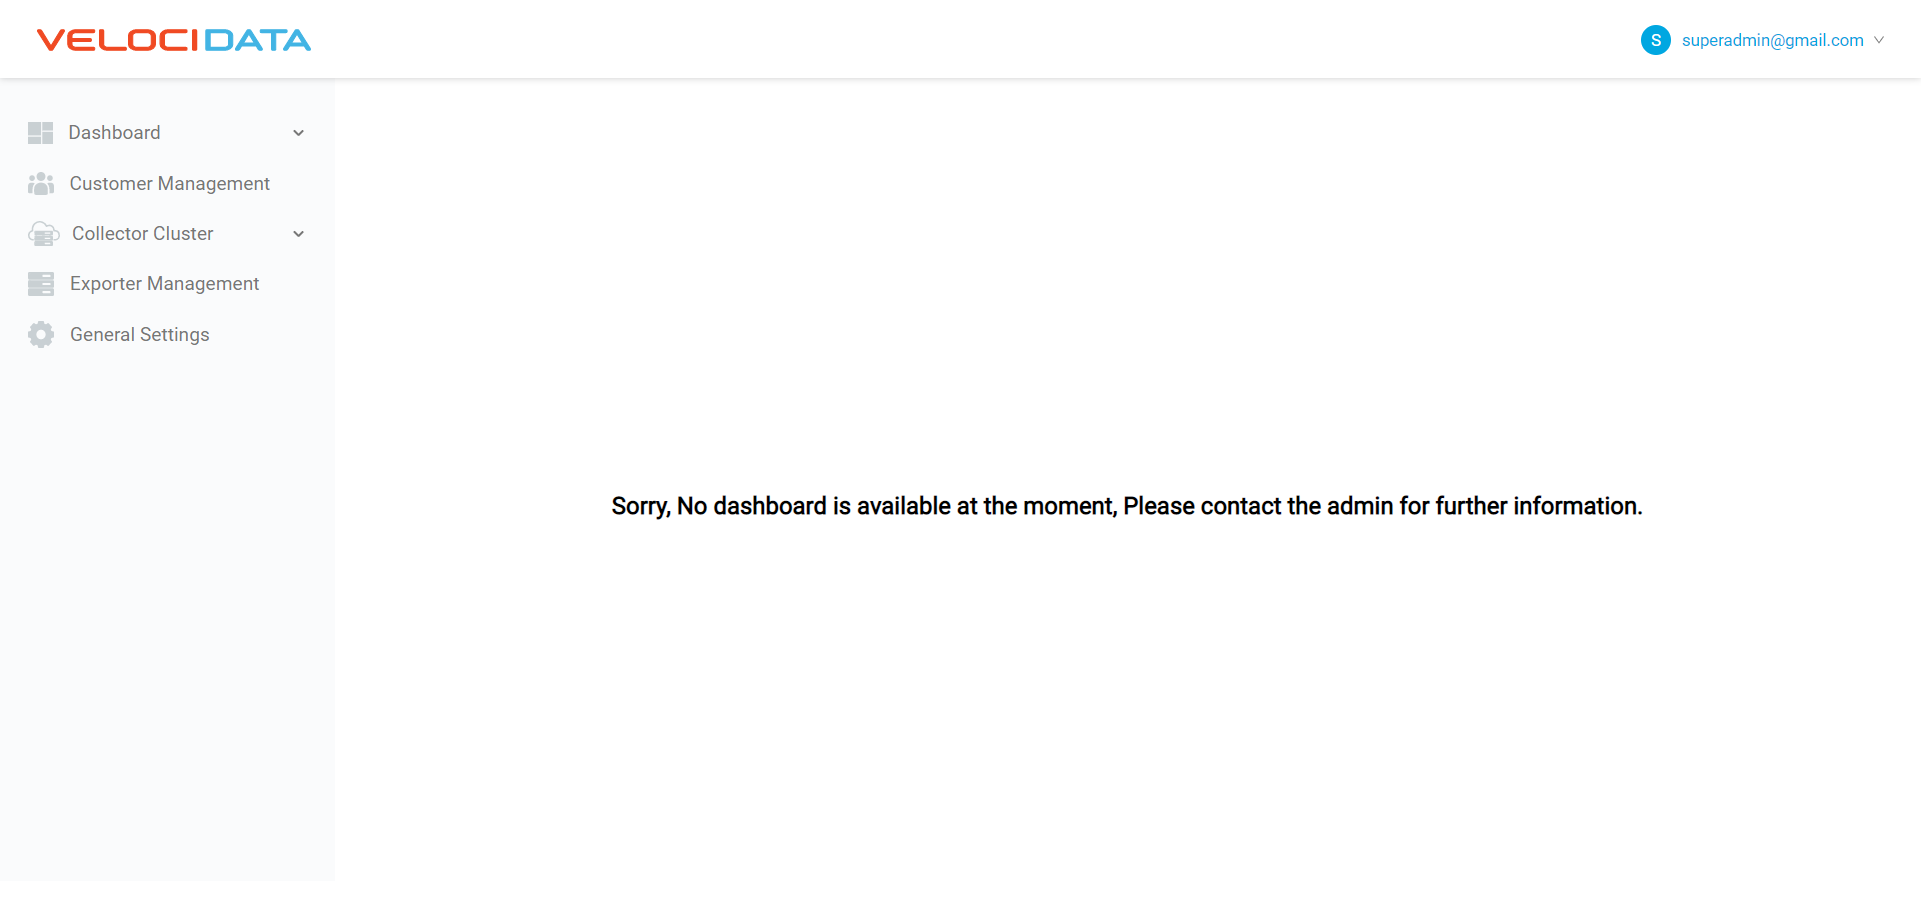 VELOCIDATA
S superadmin@gmail.com
Dashboard
Customer Management
Collector Cluster
Exporter Management
General Settings
Sorry, No dashboard is available at the moment, Please contact the admin for further information.